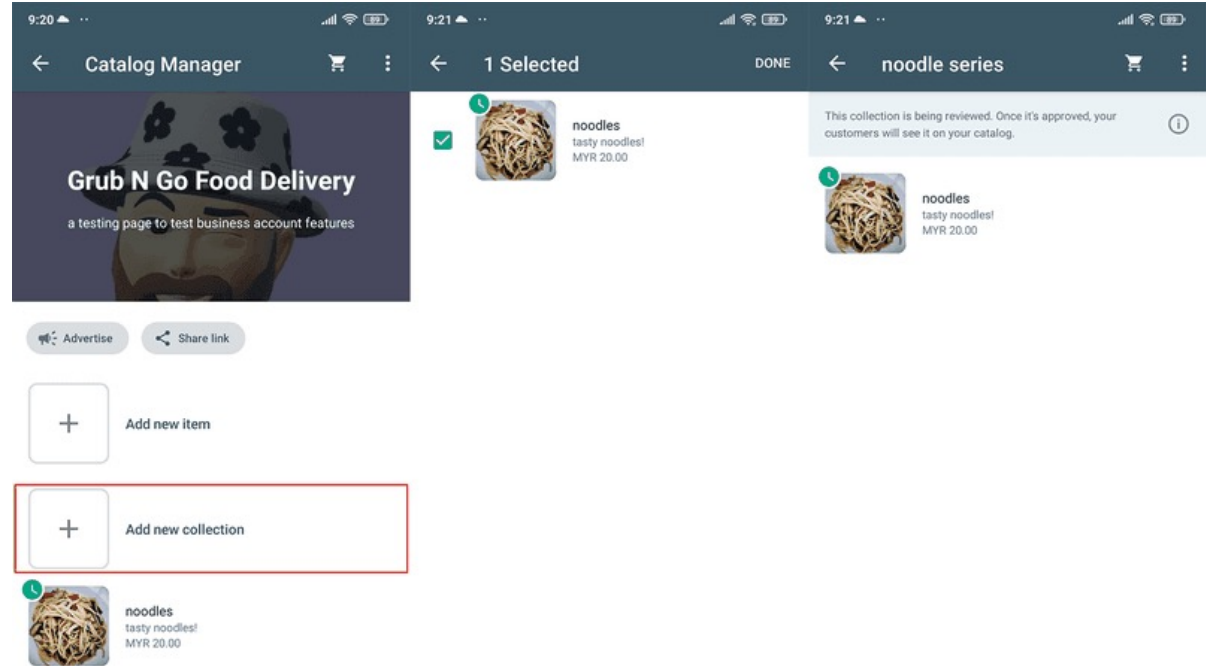 9:20
89
Catalog Manager
Grub N Go Food Delivery
a testing page to test business account features
Advertise
Share link
Add new item
Add new collection
noodles
tasty noodles!
MYR 20.00
9:21
89
1 Selected
DONE
noodles
tasty noodles!
MYR 20.00
9:21
89
noodle series
This collection is being reviewed. Once it's approved, your
customers will see it on your catalog.
noodles
tasty noodles!
MYR 20.00